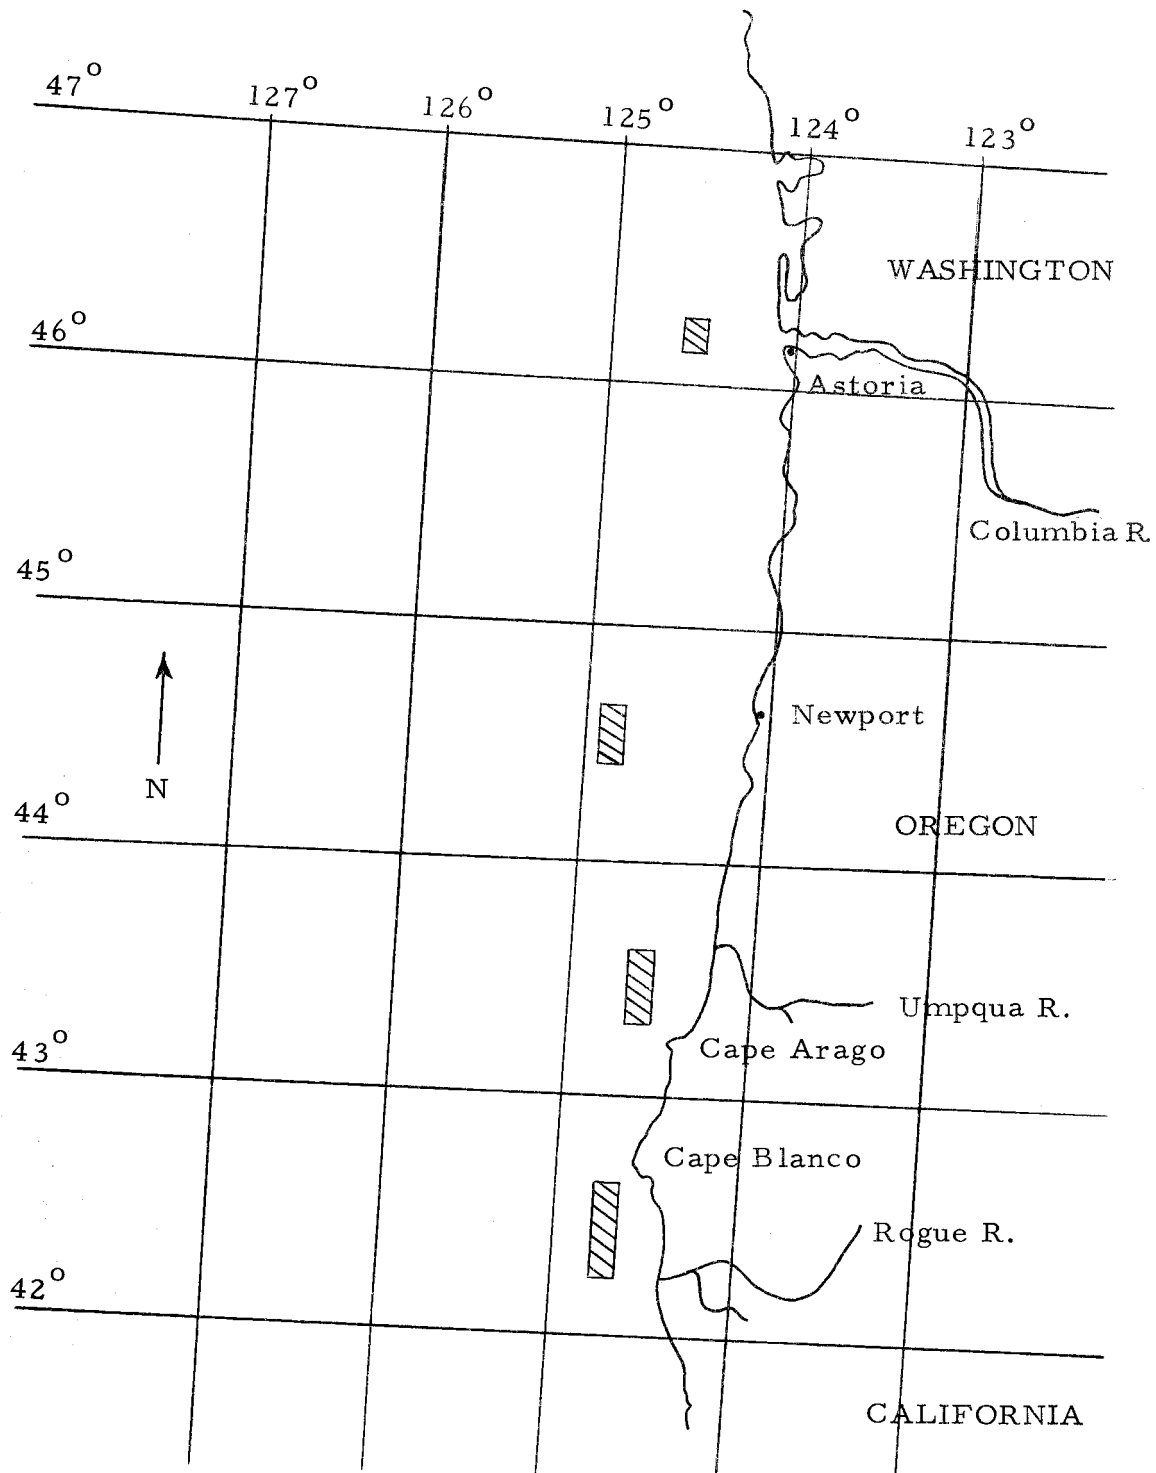 47°
127°
126°
125°
124°
123°
WASHINGTON
46°
Astoria
Columbia R.
45°
Newport
N
44°
OREGON
Umpqua R.
43°
Cape Arago
Cape Blanco
Rogue R.
42°
CALIFORNIA